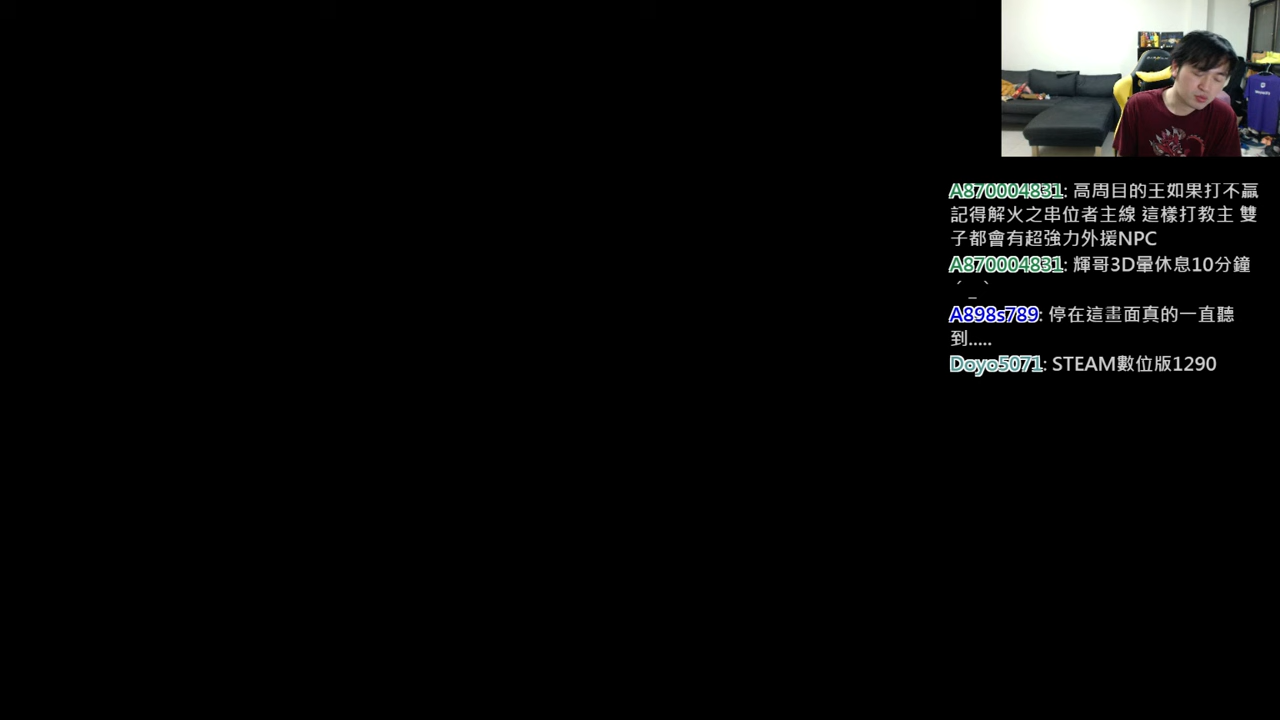 A870004831: 高周目的王如果打不贏
記得解火之串位者主線 這樣打教主 雙
子都會有超強力外援NPC
A870004831: 輝哥3D暈休息10分鐘
ˊ_ˋ
A898s789: 停在這畫面真的一直聽
到.....
Doyo5071: STEAM數位版1290